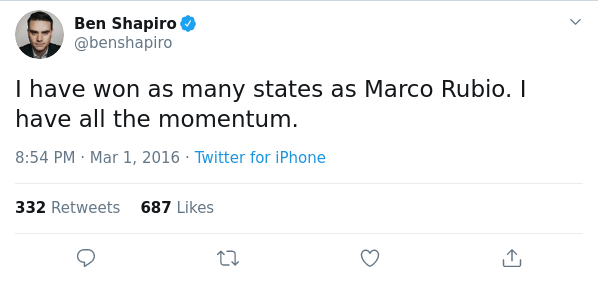 Ben Shapiro
@benshapiro
I have won as many states as Marco Rubio. I
have all the momentum.
8:54 PM · Mar 1, 2016 · Twitter for iPhone
332 Retweets 687 Likes